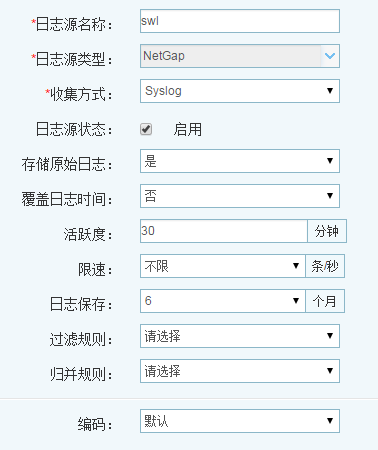 *日志源名称： swl
*日志源类型： NetGap
*收集方式： Syslog
日志源状态： 启用
存储原始日志： 是
覆盖日志时间： 否
活跃度： 30 分钟
限速： 不限 条/秒
日志保存： 6 个月
过滤规则： 请选择
归并规则： 请选择
编码： 默认